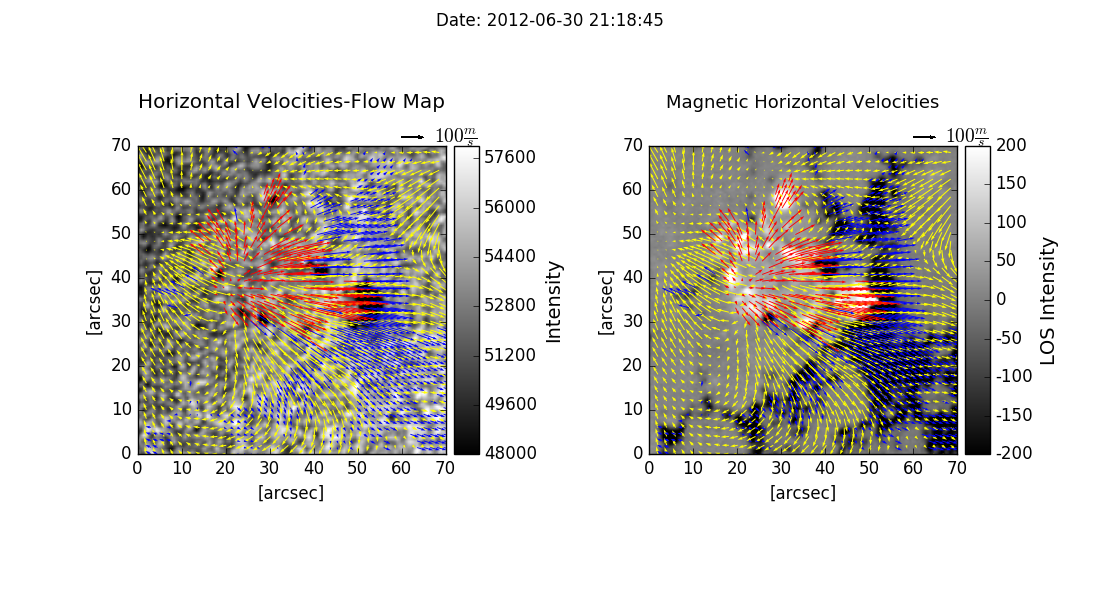 Date: 2012-06-30 21:18:45
Horizontal Velocities-Flow Map
100 m/s
70
60
50
40
30
20
10
0
[arcsec]
0 10 20 30 40 50 60 70
[arcsec]
57600
56000
54400
52800
51200
49600
48000
Intensity
Magnetic Horizontal Velocities
100 m/s
70
60
50
40
30
20
10
0
[arcsec]
0 10 20 30 40 50 60 70
[arcsec]
200
150
100
50
0
-50
-100
-150
-200
LOS Intensity